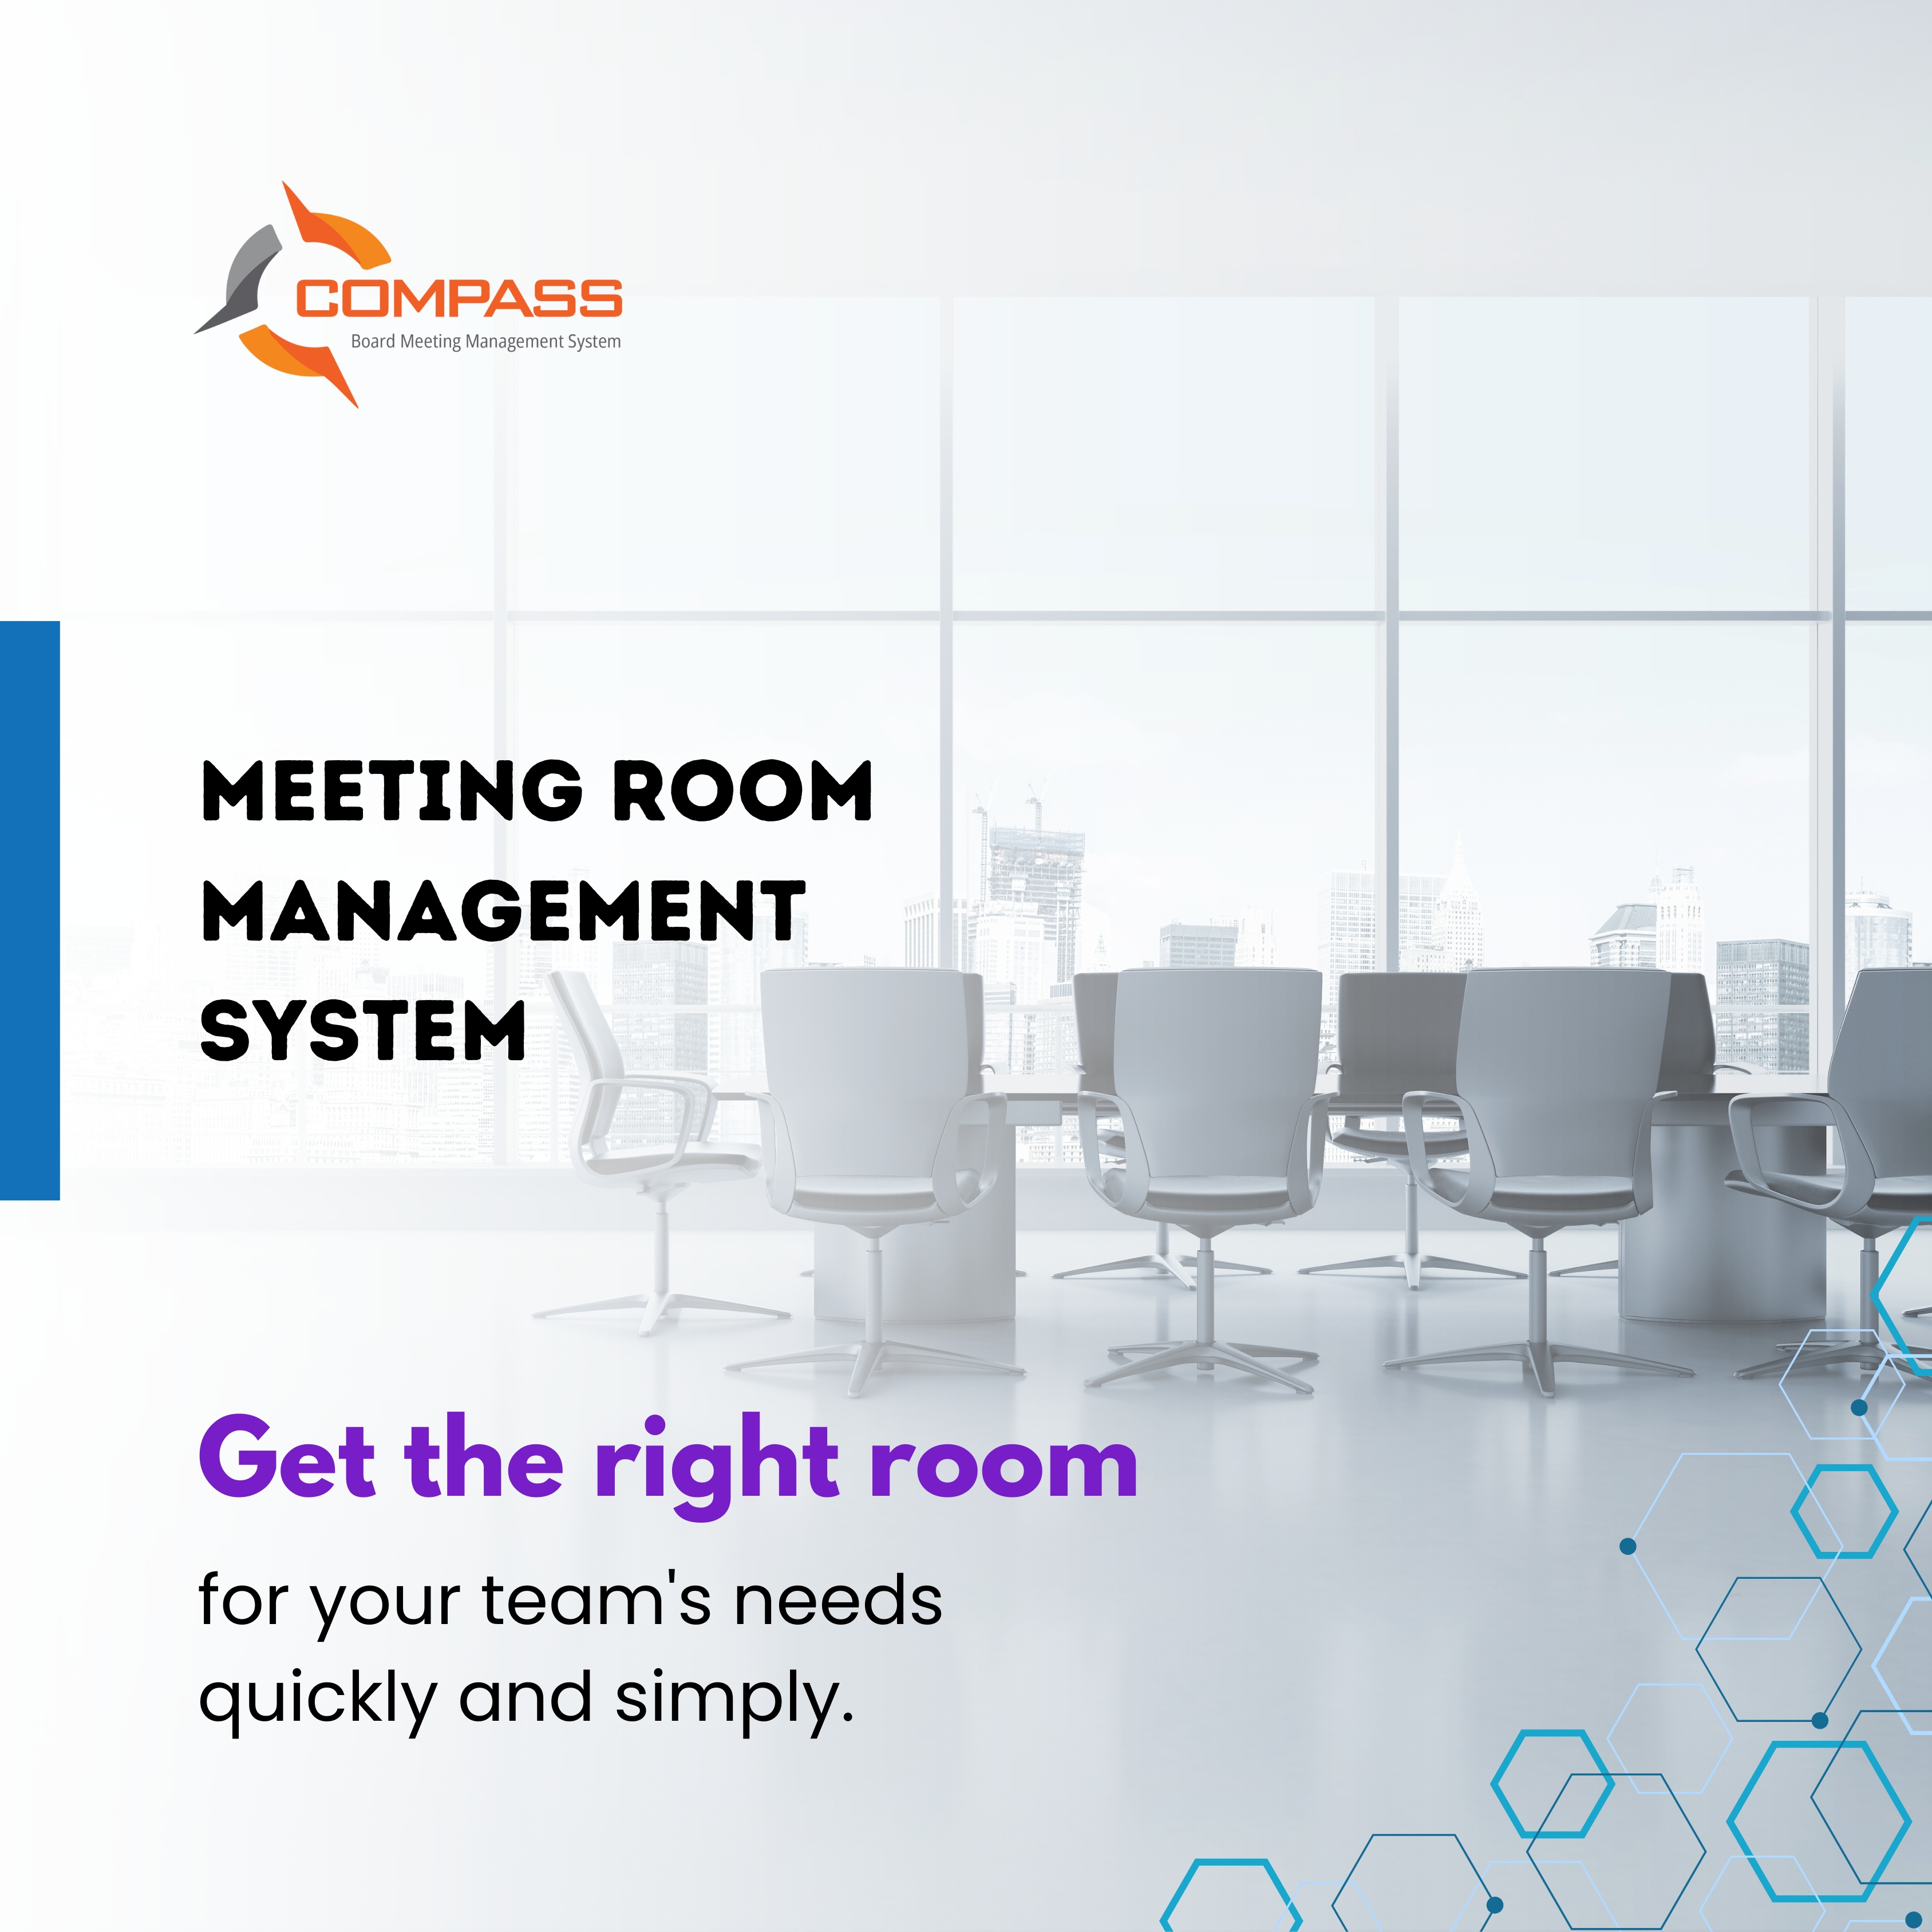 COMPASS
Board Meeting Management System
MEETING ROOM
MANAGEMENT
SYSTEM
Get the right room
for your team's needs
quickly and simply.